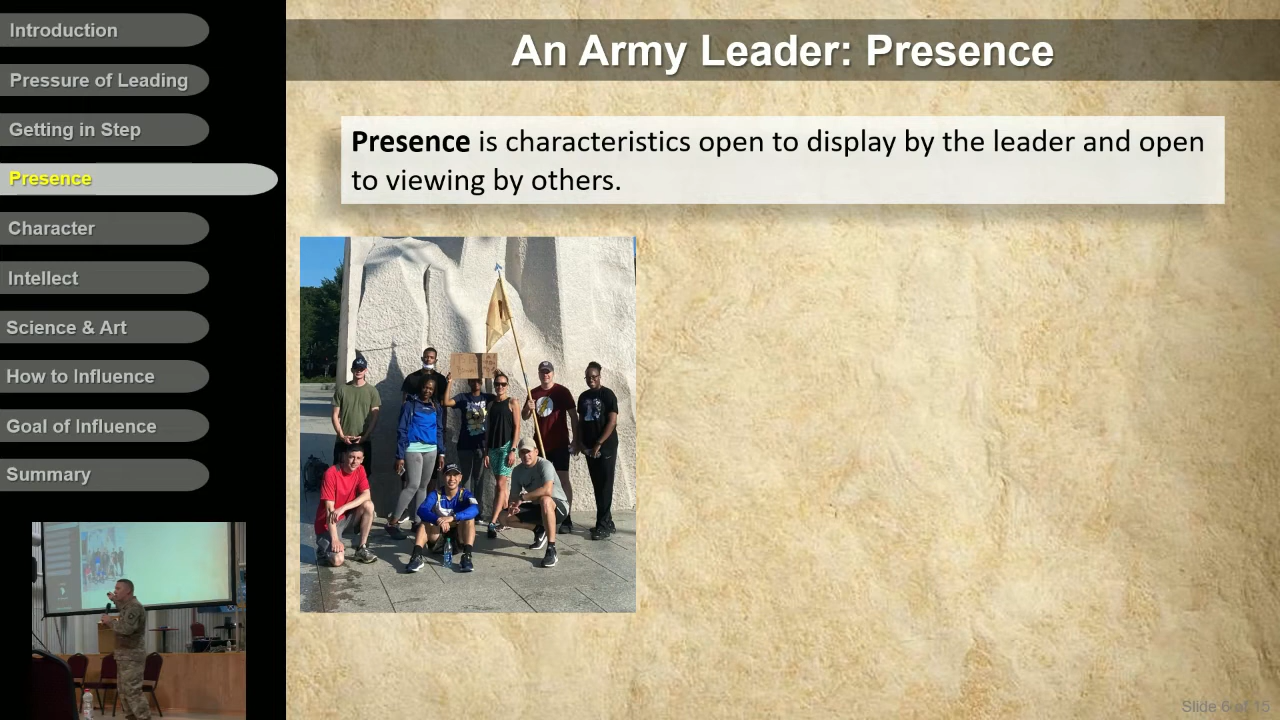 Introduction
Pressure of Leading
Getting in Step
Presence
Character
Intellect
Science & Art
How to Influence
Goal of Influence
Summary
An Army Leader: Presence
Presence is characteristics open to display by the leader and open
to viewing by others.
Slide 6 of 15